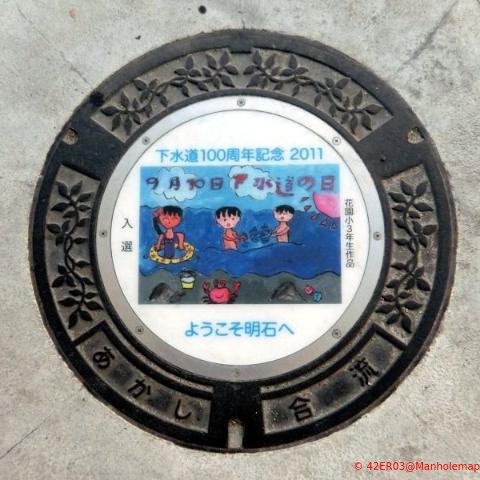 下水道100周年記念 2011
9月10日下水道の日
入選
花園小3年生作品
ようこそ明石へ
あかし
合流
© 42ER03@Manholemap